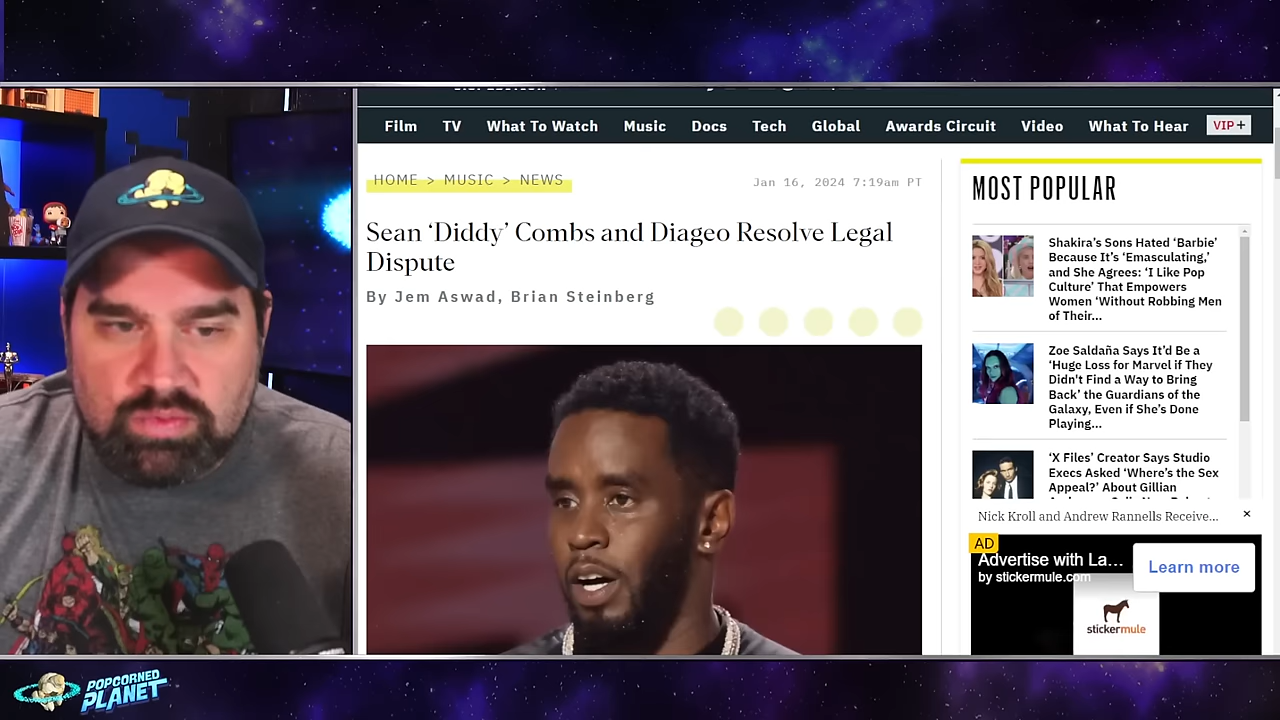 Film TV What To Watch Music Docs Tech Global Awards Circuit Video What To Hear VIP+
HOME > MUSIC > NEWS
Jan 16, 2024 7:19am PT
Sean ‘Diddy’ Combs and Diageo Resolve Legal
Dispute
By Jem Aswad, Brian Steinberg
MOST POPULAR
Shakira’s Sons Hated ‘Barbie’
Because It’s ‘Emasculating,’
and She Agrees: ‘I Like Pop
Culture’ That Empowers
Women ‘Without Robbing Men
of Their...
Zoe Saldaña Says It’d Be a
‘Huge Loss for Marvel if They
Didn't Find a Way to Bring
Back’ the Guardians of the
Galaxy, Even if She’s Done
Playing...
‘X Files’ Creator Says Studio
Execs Asked ‘Where’s the Sex
Appeal?’ About Gillian
Nick Kroll and Andrew Rannells Receive...
×
AD
Advertise with La...
by stickermule.com
Learn more
stickermule
POPCORNED
PLANET